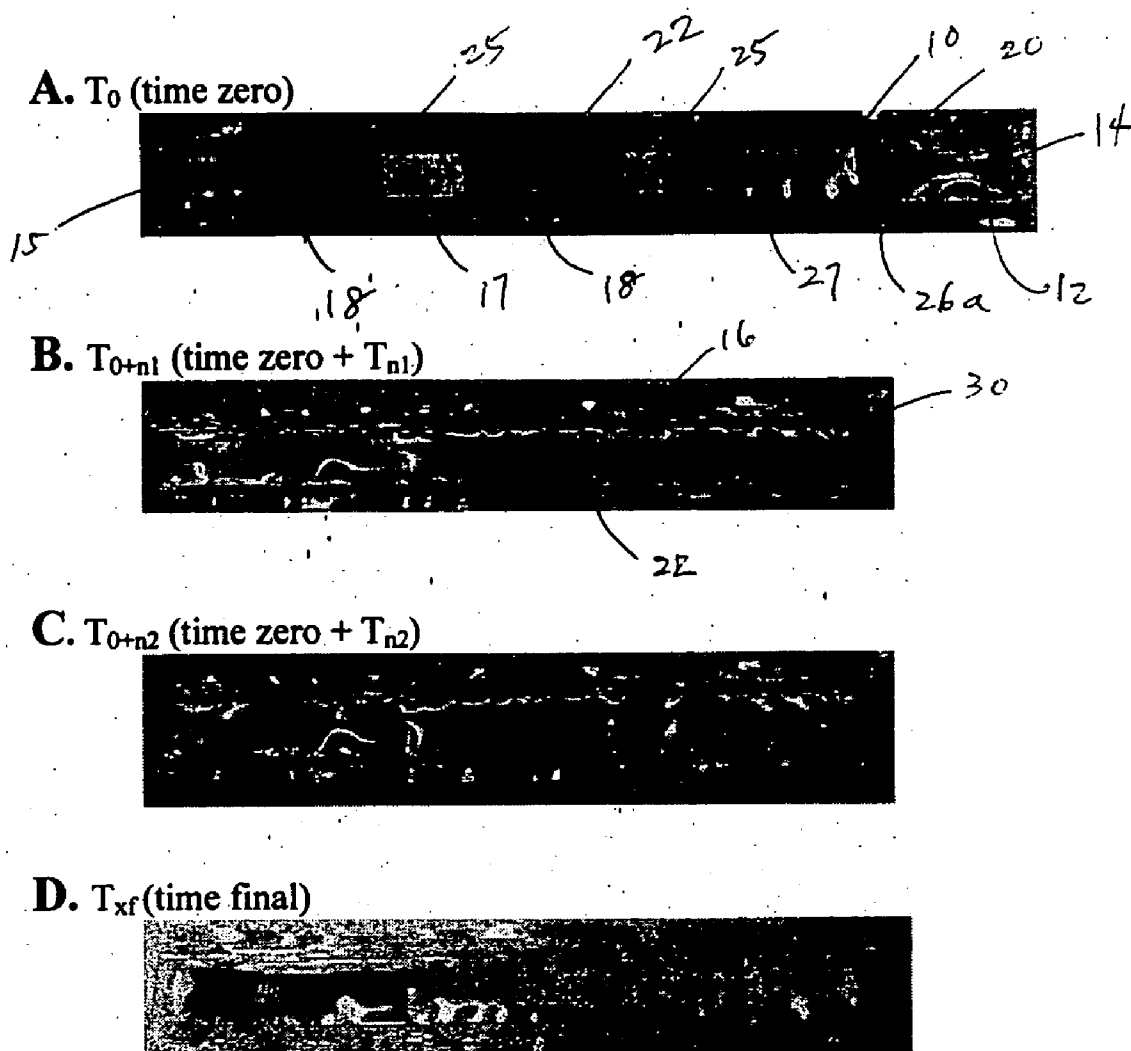 25 22 25 10 20
A. T0 (time zero)
14
15
18' 17 18 27 26a 12
B. T0+n1 (time zero + Tn1)
16
30
2E
C. T0+n2 (time zero + Tn2)
D. Txf (time final)